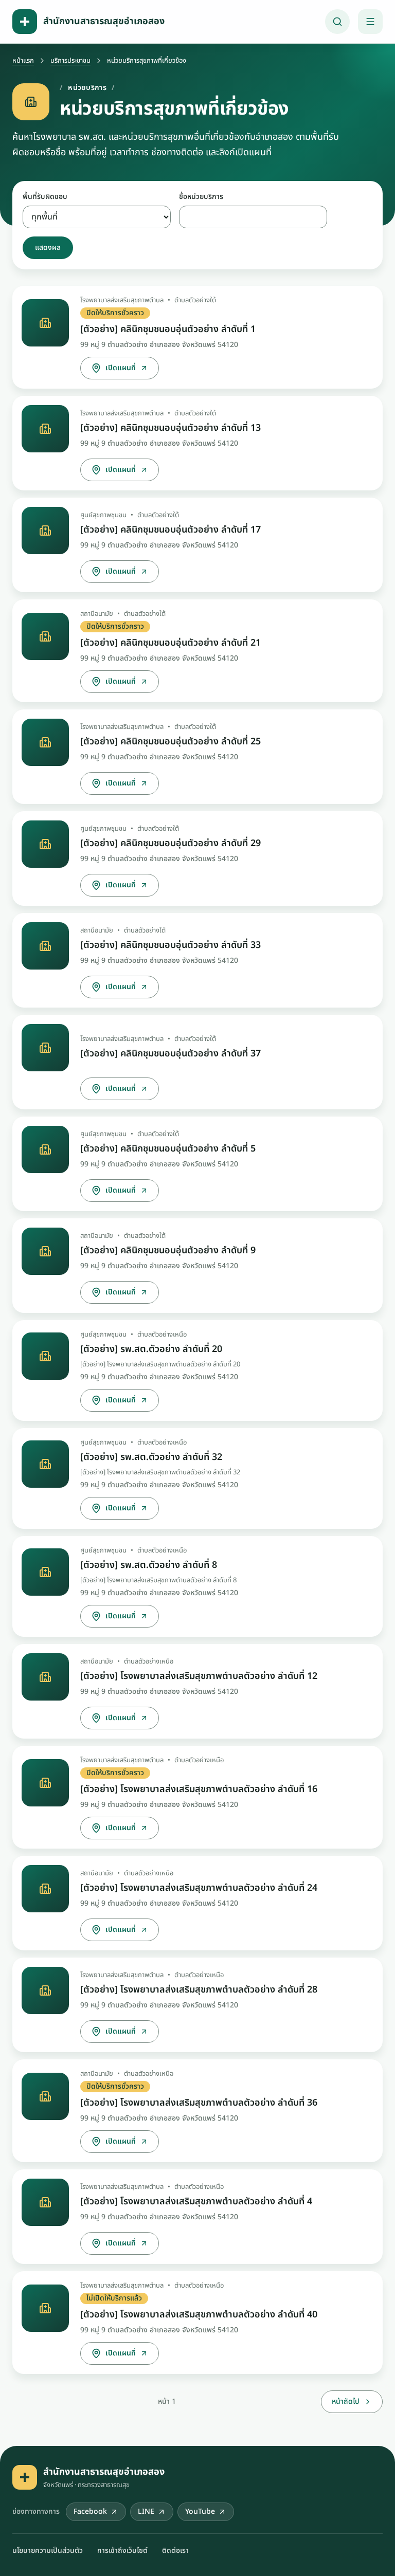 สำนักงานสาธารณสุขอำเภอสอง
หน้าแรก > บริการประชาชน > หน่วยบริการสุขภาพที่เกี่ยวข้อง
/ หน่วยบริการ /
หน่วยบริการสุขภาพที่เกี่ยวข้อง
ค้นหาโรงพยาบาล รพ.สต. และหน่วยบริการสุขภาพอื่นที่เกี่ยวข้องกับอำเภอสอง ตามพื้นที่รับ
ผิดชอบหรือชื่อ พร้อมที่อยู่ เวลาทำการ ช่องทางติดต่อ และลิงก์เปิดแผนที่
พื้นที่รับผิดชอบ
ทุกพื้นที่
ชื่อหน่วยบริการ
แสดงผล
โรงพยาบาลส่งเสริมสุขภาพตำบล • ตำบลตัวอย่างใต้
ปิดให้บริการชั่วคราว
[ตัวอย่าง] คลินิกชุมชนอบอุ่นตัวอย่าง ลำดับที่ 1
99 หมู่ 9 ตำบลตัวอย่าง อำเภอสอง จังหวัดแพร่ 54120
เปิดแผนที่
โรงพยาบาลส่งเสริมสุขภาพตำบล • ตำบลตัวอย่างใต้
[ตัวอย่าง] คลินิกชุมชนอบอุ่นตัวอย่าง ลำดับที่ 13
99 หมู่ 9 ตำบลตัวอย่าง อำเภอสอง จังหวัดแพร่ 54120
เปิดแผนที่
ศูนย์สุขภาพชุมชน • ตำบลตัวอย่างใต้
[ตัวอย่าง] คลินิกชุมชนอบอุ่นตัวอย่าง ลำดับที่ 17
99 หมู่ 9 ตำบลตัวอย่าง อำเภอสอง จังหวัดแพร่ 54120
เปิดแผนที่
สถานีอนามัย • ตำบลตัวอย่างใต้
ปิดให้บริการชั่วคราว
[ตัวอย่าง] คลินิกชุมชนอบอุ่นตัวอย่าง ลำดับที่ 21
99 หมู่ 9 ตำบลตัวอย่าง อำเภอสอง จังหวัดแพร่ 54120
เปิดแผนที่
โรงพยาบาลส่งเสริมสุขภาพตำบล • ตำบลตัวอย่างใต้
[ตัวอย่าง] คลินิกชุมชนอบอุ่นตัวอย่าง ลำดับที่ 25
99 หมู่ 9 ตำบลตัวอย่าง อำเภอสอง จังหวัดแพร่ 54120
เปิดแผนที่
ศูนย์สุขภาพชุมชน • ตำบลตัวอย่างใต้
[ตัวอย่าง] คลินิกชุมชนอบอุ่นตัวอย่าง ลำดับที่ 29
99 หมู่ 9 ตำบลตัวอย่าง อำเภอสอง จังหวัดแพร่ 54120
เปิดแผนที่
สถานีอนามัย • ตำบลตัวอย่างใต้
[ตัวอย่าง] คลินิกชุมชนอบอุ่นตัวอย่าง ลำดับที่ 33
99 หมู่ 9 ตำบลตัวอย่าง อำเภอสอง จังหวัดแพร่ 54120
เปิดแผนที่
โรงพยาบาลส่งเสริมสุขภาพตำบล • ตำบลตัวอย่างใต้
[ตัวอย่าง] คลินิกชุมชนอบอุ่นตัวอย่าง ลำดับที่ 37
เปิดแผนที่
ศูนย์สุขภาพชุมชน • ตำบลตัวอย่างใต้
[ตัวอย่าง] คลินิกชุมชนอบอุ่นตัวอย่าง ลำดับที่ 5
99 หมู่ 9 ตำบลตัวอย่าง อำเภอสอง จังหวัดแพร่ 54120
เปิดแผนที่
สถานีอนามัย • ตำบลตัวอย่างใต้
[ตัวอย่าง] คลินิกชุมชนอบอุ่นตัวอย่าง ลำดับที่ 9
99 หมู่ 9 ตำบลตัวอย่าง อำเภอสอง จังหวัดแพร่ 54120
เปิดแผนที่
ศูนย์สุขภาพชุมชน • ตำบลตัวอย่างเหนือ
[ตัวอย่าง] รพ.สต.ตัวอย่าง ลำดับที่ 20
[ตัวอย่าง] โรงพยาบาลส่งเสริมสุขภาพตำบลตัวอย่าง ลำดับที่ 20
99 หมู่ 9 ตำบลตัวอย่าง อำเภอสอง จังหวัดแพร่ 54120
เปิดแผนที่
ศูนย์สุขภาพชุมชน • ตำบลตัวอย่างเหนือ
[ตัวอย่าง] รพ.สต.ตัวอย่าง ลำดับที่ 32
[ตัวอย่าง] โรงพยาบาลส่งเสริมสุขภาพตำบลตัวอย่าง ลำดับที่ 32
99 หมู่ 9 ตำบลตัวอย่าง อำเภอสอง จังหวัดแพร่ 54120
เปิดแผนที่
ศูนย์สุขภาพชุมชน • ตำบลตัวอย่างเหนือ
[ตัวอย่าง] รพ.สต.ตัวอย่าง ลำดับที่ 8
[ตัวอย่าง] โรงพยาบาลส่งเสริมสุขภาพตำบลตัวอย่าง ลำดับที่ 8
99 หมู่ 9 ตำบลตัวอย่าง อำเภอสอง จังหวัดแพร่ 54120
เปิดแผนที่
สถานีอนามัย • ตำบลตัวอย่างเหนือ
[ตัวอย่าง] โรงพยาบาลส่งเสริมสุขภาพตำบลตัวอย่าง ลำดับที่ 12
99 หมู่ 9 ตำบลตัวอย่าง อำเภอสอง จังหวัดแพร่ 54120
เปิดแผนที่
โรงพยาบาลส่งเสริมสุขภาพตำบล • ตำบลตัวอย่างเหนือ
ปิดให้บริการชั่วคราว
[ตัวอย่าง] โรงพยาบาลส่งเสริมสุขภาพตำบลตัวอย่าง ลำดับที่ 16
99 หมู่ 9 ตำบลตัวอย่าง อำเภอสอง จังหวัดแพร่ 54120
เปิดแผนที่
สถานีอนามัย • ตำบลตัวอย่างเหนือ
[ตัวอย่าง] โรงพยาบาลส่งเสริมสุขภาพตำบลตัวอย่าง ลำดับที่ 24
99 หมู่ 9 ตำบลตัวอย่าง อำเภอสอง จังหวัดแพร่ 54120
เปิดแผนที่
โรงพยาบาลส่งเสริมสุขภาพตำบล • ตำบลตัวอย่างเหนือ
[ตัวอย่าง] โรงพยาบาลส่งเสริมสุขภาพตำบลตัวอย่าง ลำดับที่ 28
99 หมู่ 9 ตำบลตัวอย่าง อำเภอสอง จังหวัดแพร่ 54120
เปิดแผนที่
สถานีอนามัย • ตำบลตัวอย่างเหนือ
ปิดให้บริการชั่วคราว
[ตัวอย่าง] โรงพยาบาลส่งเสริมสุขภาพตำบลตัวอย่าง ลำดับที่ 36
99 หมู่ 9 ตำบลตัวอย่าง อำเภอสอง จังหวัดแพร่ 54120
เปิดแผนที่
โรงพยาบาลส่งเสริมสุขภาพตำบล • ตำบลตัวอย่างเหนือ
[ตัวอย่าง] โรงพยาบาลส่งเสริมสุขภาพตำบลตัวอย่าง ลำดับที่ 4
99 หมู่ 9 ตำบลตัวอย่าง อำเภอสอง จังหวัดแพร่ 54120
เปิดแผนที่
โรงพยาบาลส่งเสริมสุขภาพตำบล • ตำบลตัวอย่างเหนือ
ไม่เปิดให้บริการแล้ว
[ตัวอย่าง] โรงพยาบาลส่งเสริมสุขภาพตำบลตัวอย่าง ลำดับที่ 40
99 หมู่ 9 ตำบลตัวอย่าง อำเภอสอง จังหวัดแพร่ 54120
เปิดแผนที่
หน้า 1
หน้าถัดไป
สำนักงานสาธารณสุขอำเภอสอง
จังหวัดแพร่ · กระทรวงสาธารณสุข
ช่องทางทางการ Facebook LINE YouTube
นโยบายความเป็นส่วนตัว การเข้าถึงเว็บไซต์ ติดต่อเรา